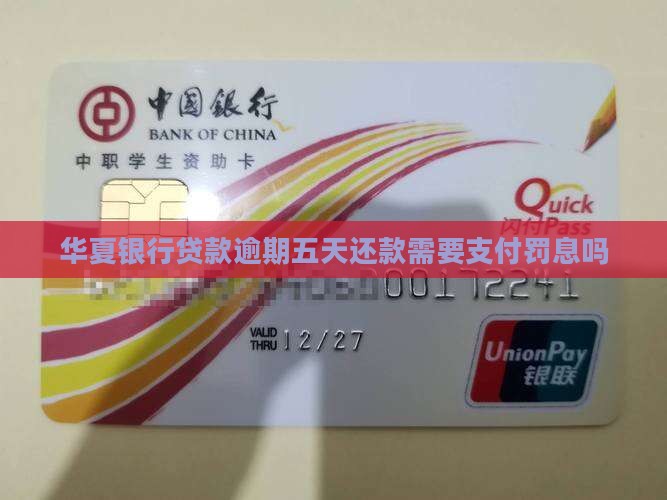 中国銀行
BANK OF CHINA
中职学生资助卡
Quick
闪付Pass
华夏银行贷款逾期五天还款需要支付罚息吗
00172241
VALID
THRU 12/27
UnionPay
银联